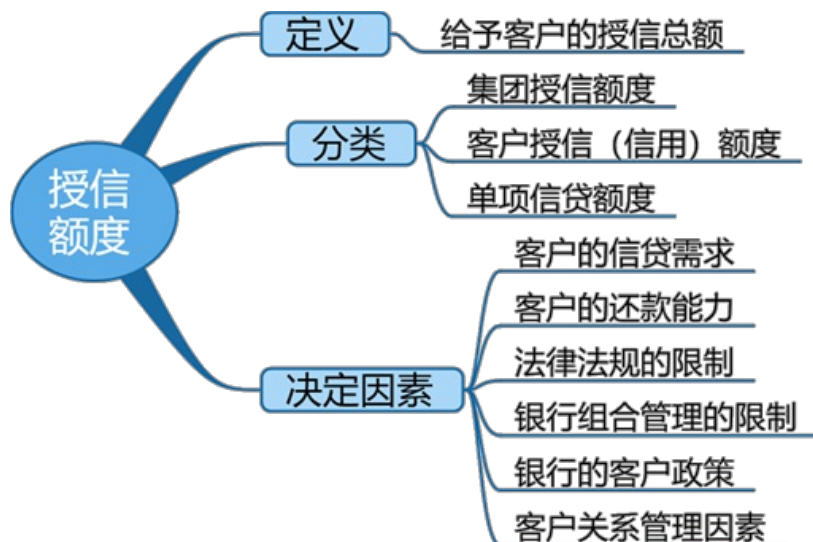 授信
额度
定义
给予客户的授信总额
分类
集团授信额度
客户授信（信用）额度
单项信贷额度
决定因素
客户的信贷需求
客户的还款能力
法律法规的限制
银行组合管理的限制
银行的客户政策
客户关系管理因素